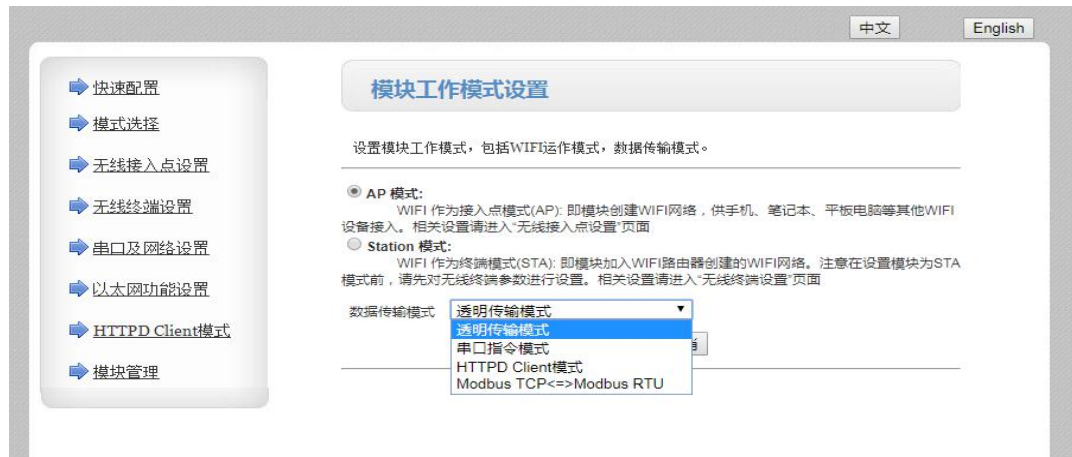 中文
English
快速配置
模式选择
无线接入点设置
无线终端设置
串口及网络设置
以太网功能设置
HTTPD Client模式
模块管理
模块工作模式设置
设置模块工作模式，包括WIFI运作模式，数据传输模式。
AP 模式:
WIFI 作为接入点模式(AP): 即模块创建WIFI网络，供手机、笔记本、平板电脑等其他WIFI
设备接入。相关设置请进入“无线接入点设置”页面
Station 模式:
WIFI 作为终端模式(STA): 即模块加入WIFI路由器创建的WIFI网络。注意在设置模块为STA
模式前，请先对无线终端参数进行设置。相关设置请进入“无线终端设置”页面
数据传输模式 透明传输模式
透明传输模式
串口指令模式
HTTPD Client模式
Modbus TCP<=>Modbus RTU